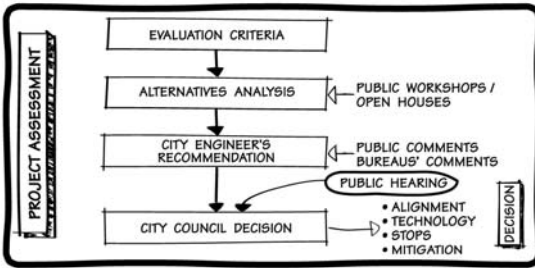 PROJECT ASSESSMENT
EVALUATION CRITERIA
ALTERNATIVES ANALYSIS
PUBLIC WORKSHOPS /
OPEN HOUSES
CITY ENGINEER'S
RECOMMENDATION
PUBLIC COMMENTS
BUREAUS' COMMENTS
PUBLIC HEARING
CITY COUNCIL DECISION
• ALIGNMENT
• TECHNOLOGY
• STOPS
• MITIGATION
DECISION